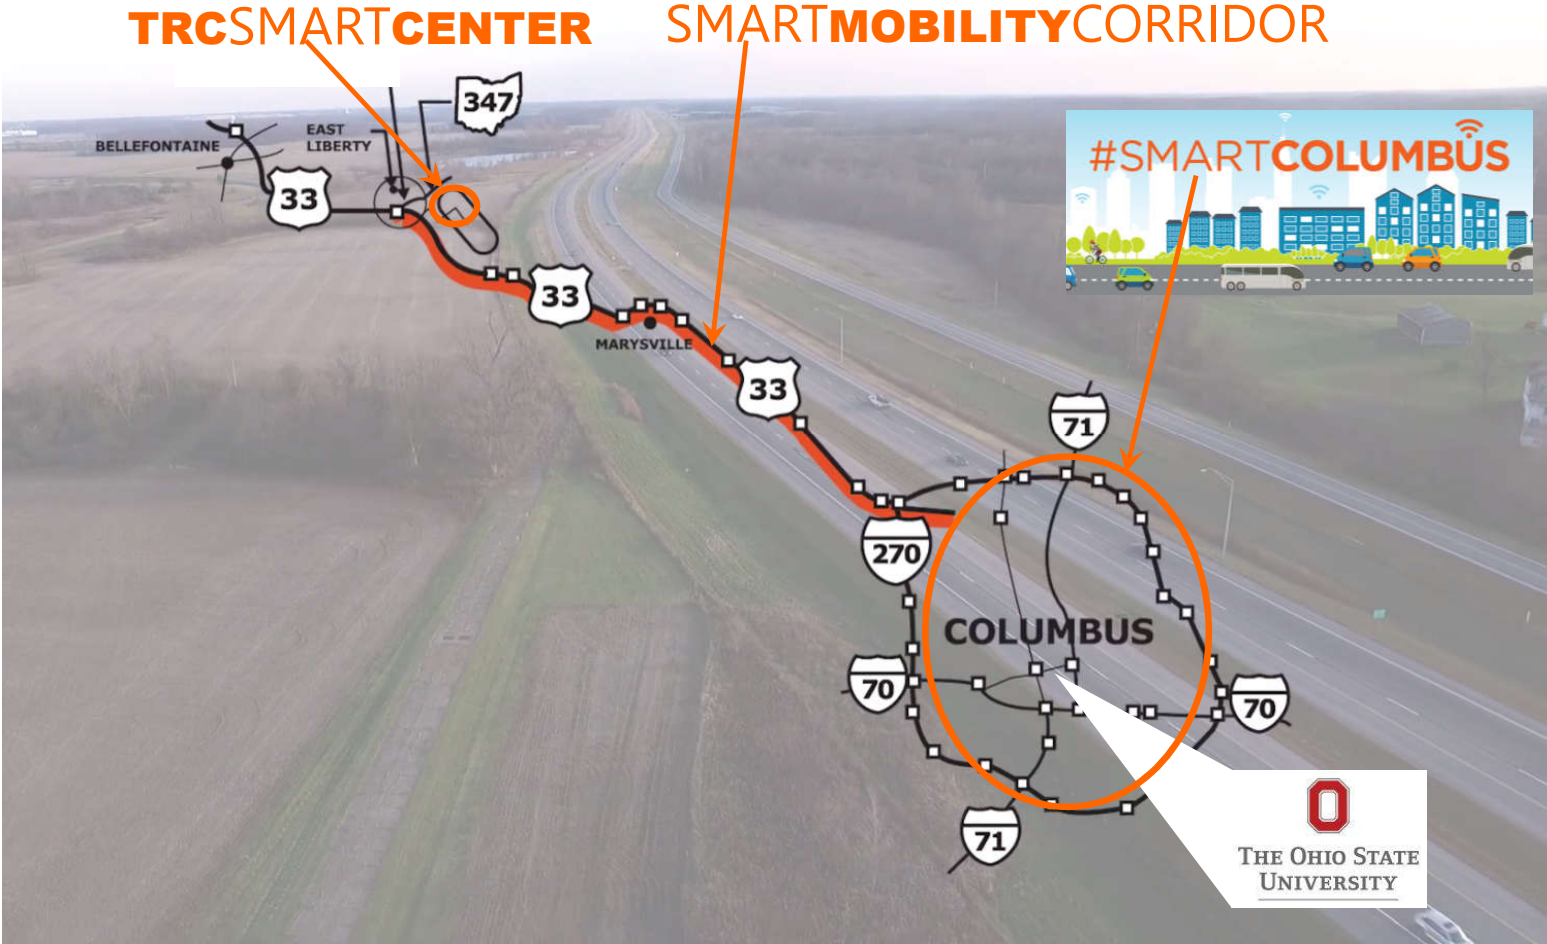 TRCSMARTCENTER
SMARTMOBILITYCORRIDOR
347
#SMARTCOLUMBUS
BELLEFONTAINE
EAST
LIBERTY
33
33
MARYSVILLE
33
71
270
COLUMBUS
70
70
71
O
THE OHIO STATE
UNIVERSITY